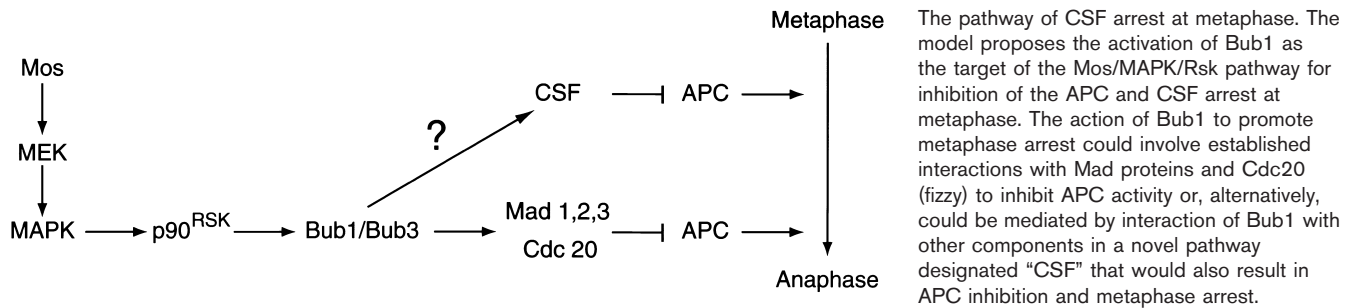 Metaphase
Mos
CSF
APC
?
MEK
MAPK
p90RSK
Bub1/Bub3
Mad 1,2,3
Cdc 20
APC
Anaphase
The pathway of CSF arrest at metaphase. The
model proposes the activation of Bub1 as
the target of the Mos/MAPK/Rsk pathway for
inhibition of the APC and CSF arrest at
metaphase. The action of Bub1 to promote
metaphase arrest could involve established
interactions with Mad proteins and Cdc20
(fizzy) to inhibit APC activity or, alternatively,
could be mediated by interaction of Bub1 with
other components in a novel pathway
designated “CSF” that would also result in
APC inhibition and metaphase arrest.